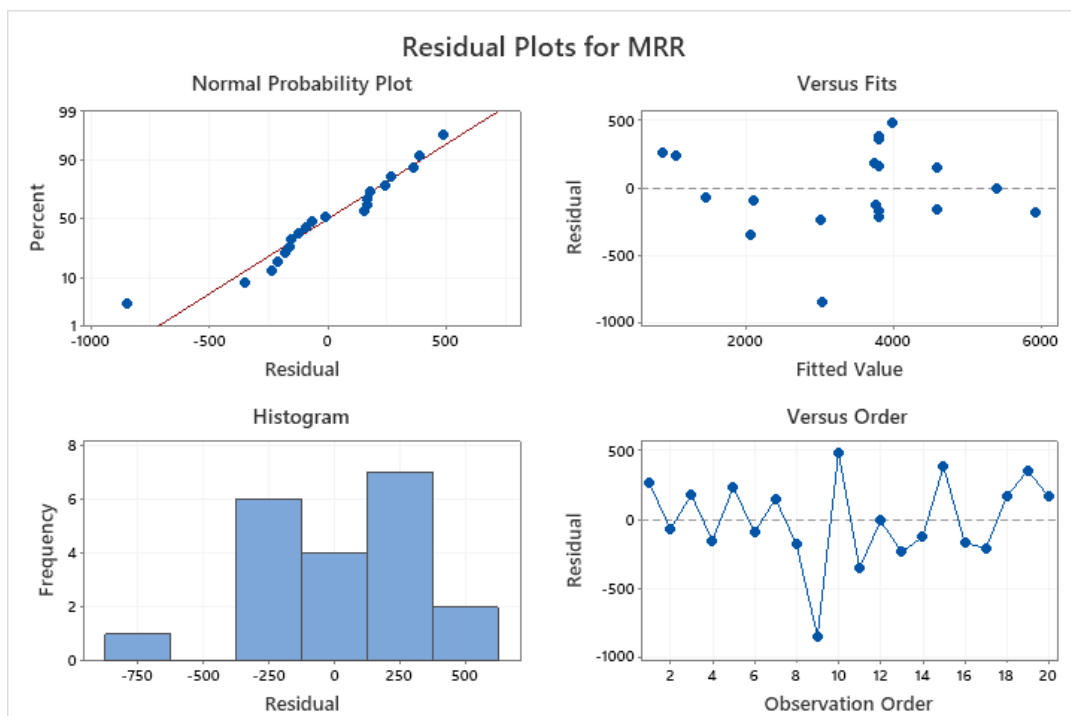 Residual Plots for MRR
Normal Probability Plot
99
90
50
10
1
Percent
-1000 -500 0 500
Residual
Versus Fits
500
0
-500
-1000
Residual
2000 4000 6000
Fitted Value
Histogram
8
6
4
2
0
Frequency
-750 -500 -250 0 250 500
Residual
Versus Order
500
0
-500
-1000
Residual
2 4 6 8 10 12 14 16 18 20
Observation Order